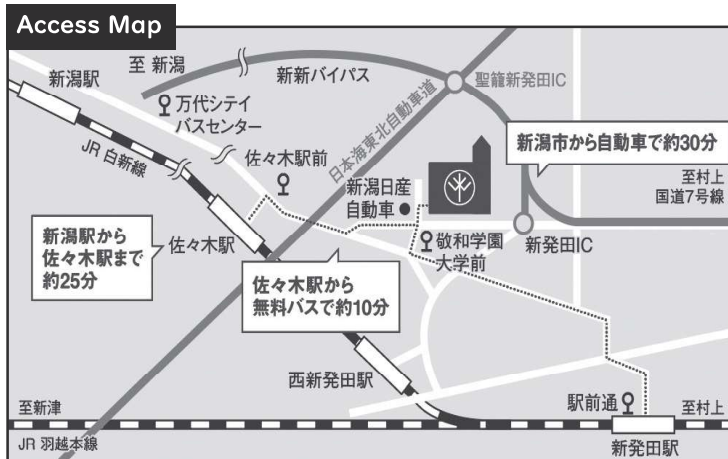 Access Map
至 新潟
新新バイパス
聖籠新発田IC
新潟駅
万代シテイ
バスセンター
JR 白新線
佐々木駅前
日本海東北自動車道
新潟日産
自動車
新潟市から自動車で約30分
至村上
国道7号線
新潟駅から
佐々木駅まで
約25分
佐々木駅
敬和学園
大学前
新発田IC
佐々木駅から
無料バスで約10分
西新発田駅
駅前通
至新津
至村上
JR 羽越本線
新発田駅